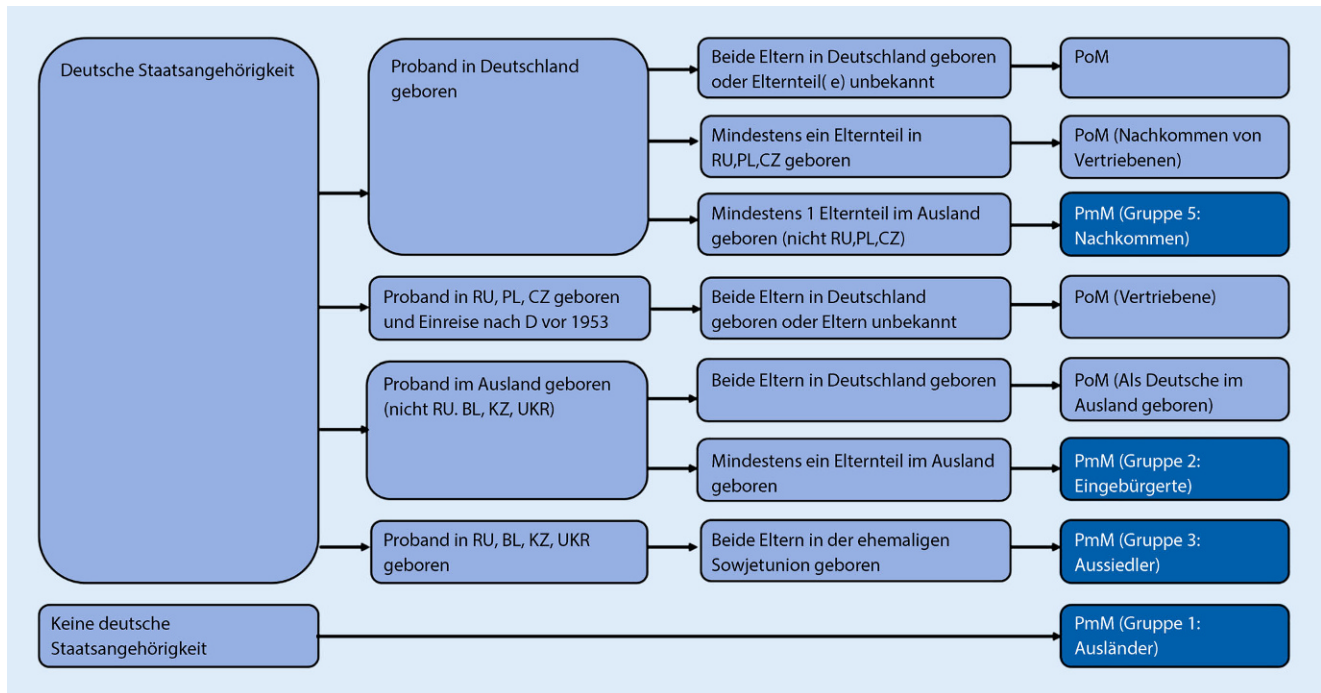 Deutsche Staatsangehörigkeit
Proband in Deutschland
geboren
Beide Eltern in Deutschland geboren
oder Elternteil( e) unbekannt
PoM
Mindestens ein Elternteil in
RU,PL,CZ geboren
PoM (Nachkommen von
Vertriebenen)
Mindestens 1 Elternteil im Ausland
geboren (nicht RU,PL,CZ)
PmM (Gruppe 5:
Nachkommen)
Proband in RU, PL, CZ geboren
und Einreise nach D vor 1953
Beide Eltern in Deutschland
geboren oder Eltern unbekannt
PoM (Vertriebene)
Proband im Ausland geboren
(nicht RU. BL, KZ, UKR)
Beide Eltern in Deutschland geboren
PoM (Als Deutsche im
Ausland geboren)
Mindestens ein Elternteil im Ausland
geboren
PmM (Gruppe 2:
Eingebürgerte)
Proband in RU, BL, KZ, UKR
geboren
Beide Eltern in der ehemaligen
Sowjetunion geboren
PmM (Gruppe 3:
Aussiedler)
Keine deutsche
Staatsangehörigkeit
PmM (Gruppe 1:
Ausländer)